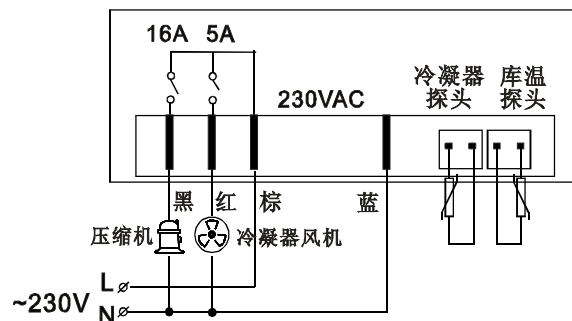 16A 5A
230VAC
冷凝器
探头
库温
探头
黑 红 棕 蓝
压缩机
冷凝器风机
L
~230V
N